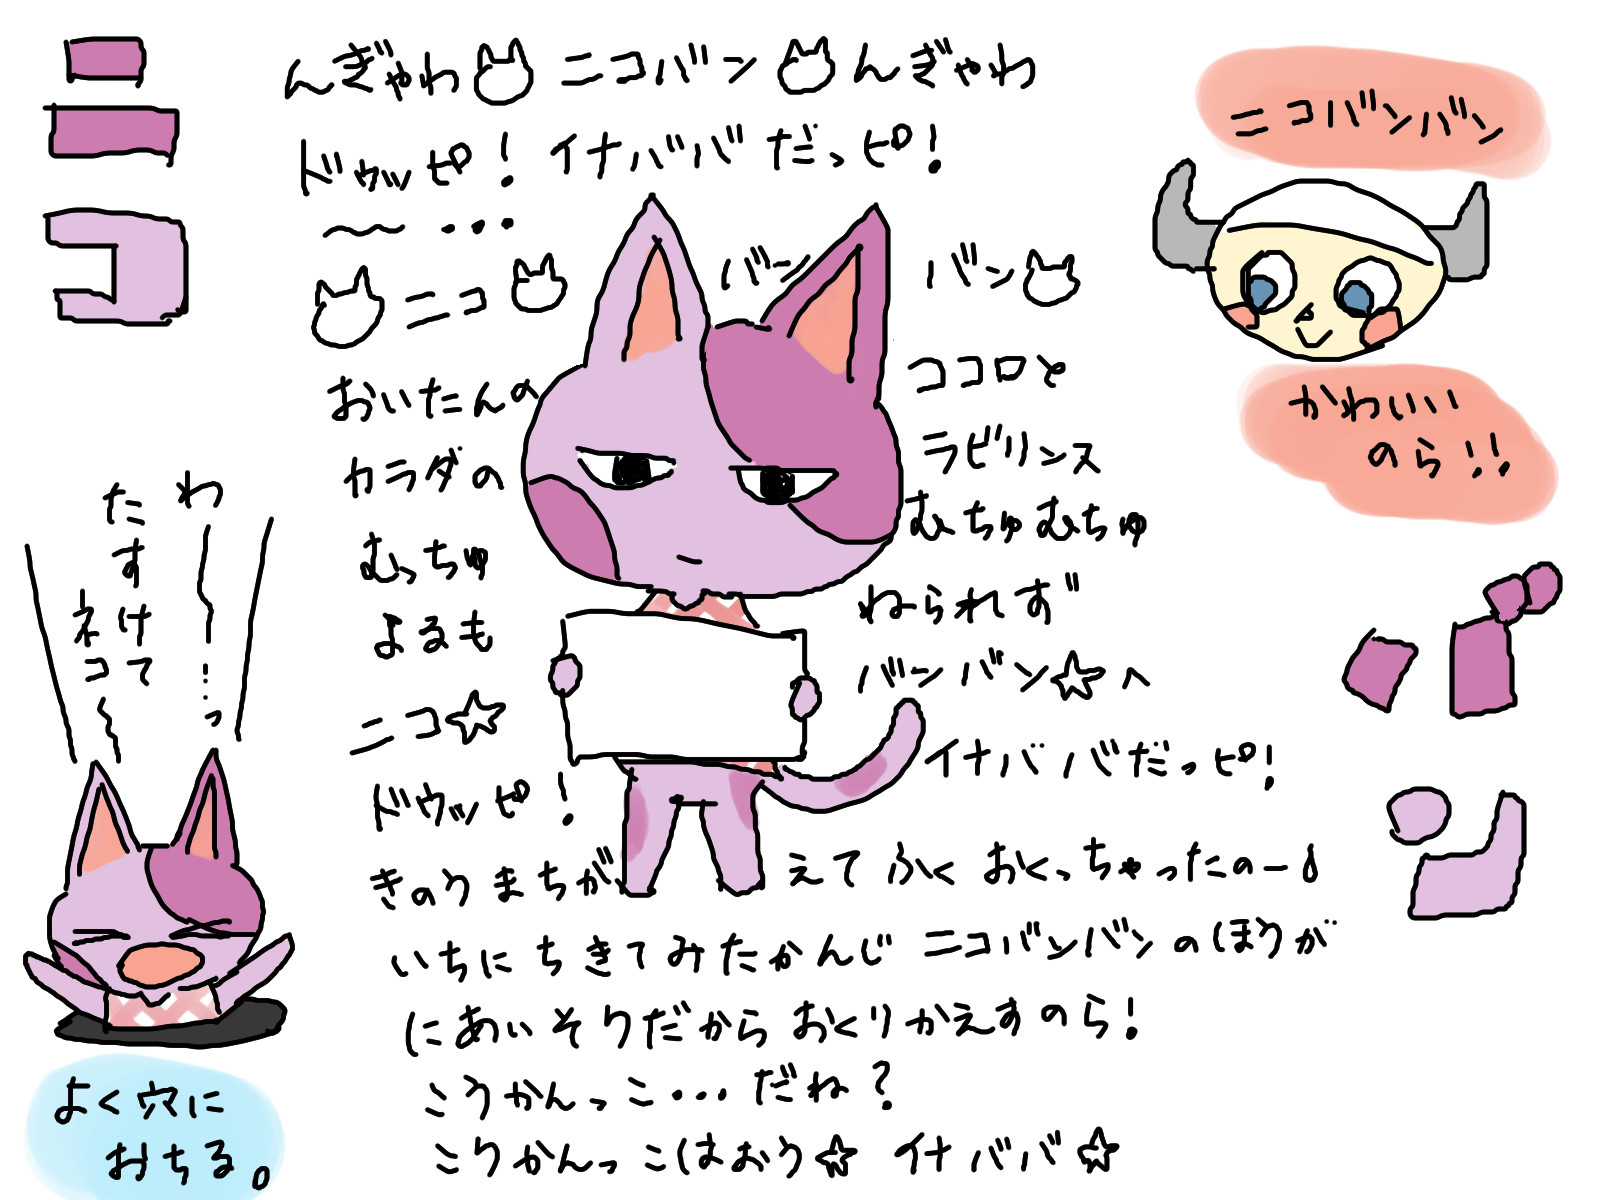 ニコ
んぎゃわ ニコバン んぎゃわ
ドゥッピ! イナババだっピ!
〜 ・・・
ニコ バン バン
おいたんの ココロと
カラダの ラビリンス
むっちゅ むちゅむちゅ
よるも ねられず
ニコ☆ バンバン☆へ
ドゥッピ! イナババだっピ!
きのうまちがえてふくおくっちゃったのー♪
いちにちきてみたかんじニコバンバンのほうが
にあいそうだからおくりかえすのら!
こうかんっこ・・・だね?
こうかんっこしはおう☆ イナババ☆
ニコバンバン
かわいい
のら!!
バン
わ〜…っ
たすけて
ネコ〜
よく穴に
おちる。